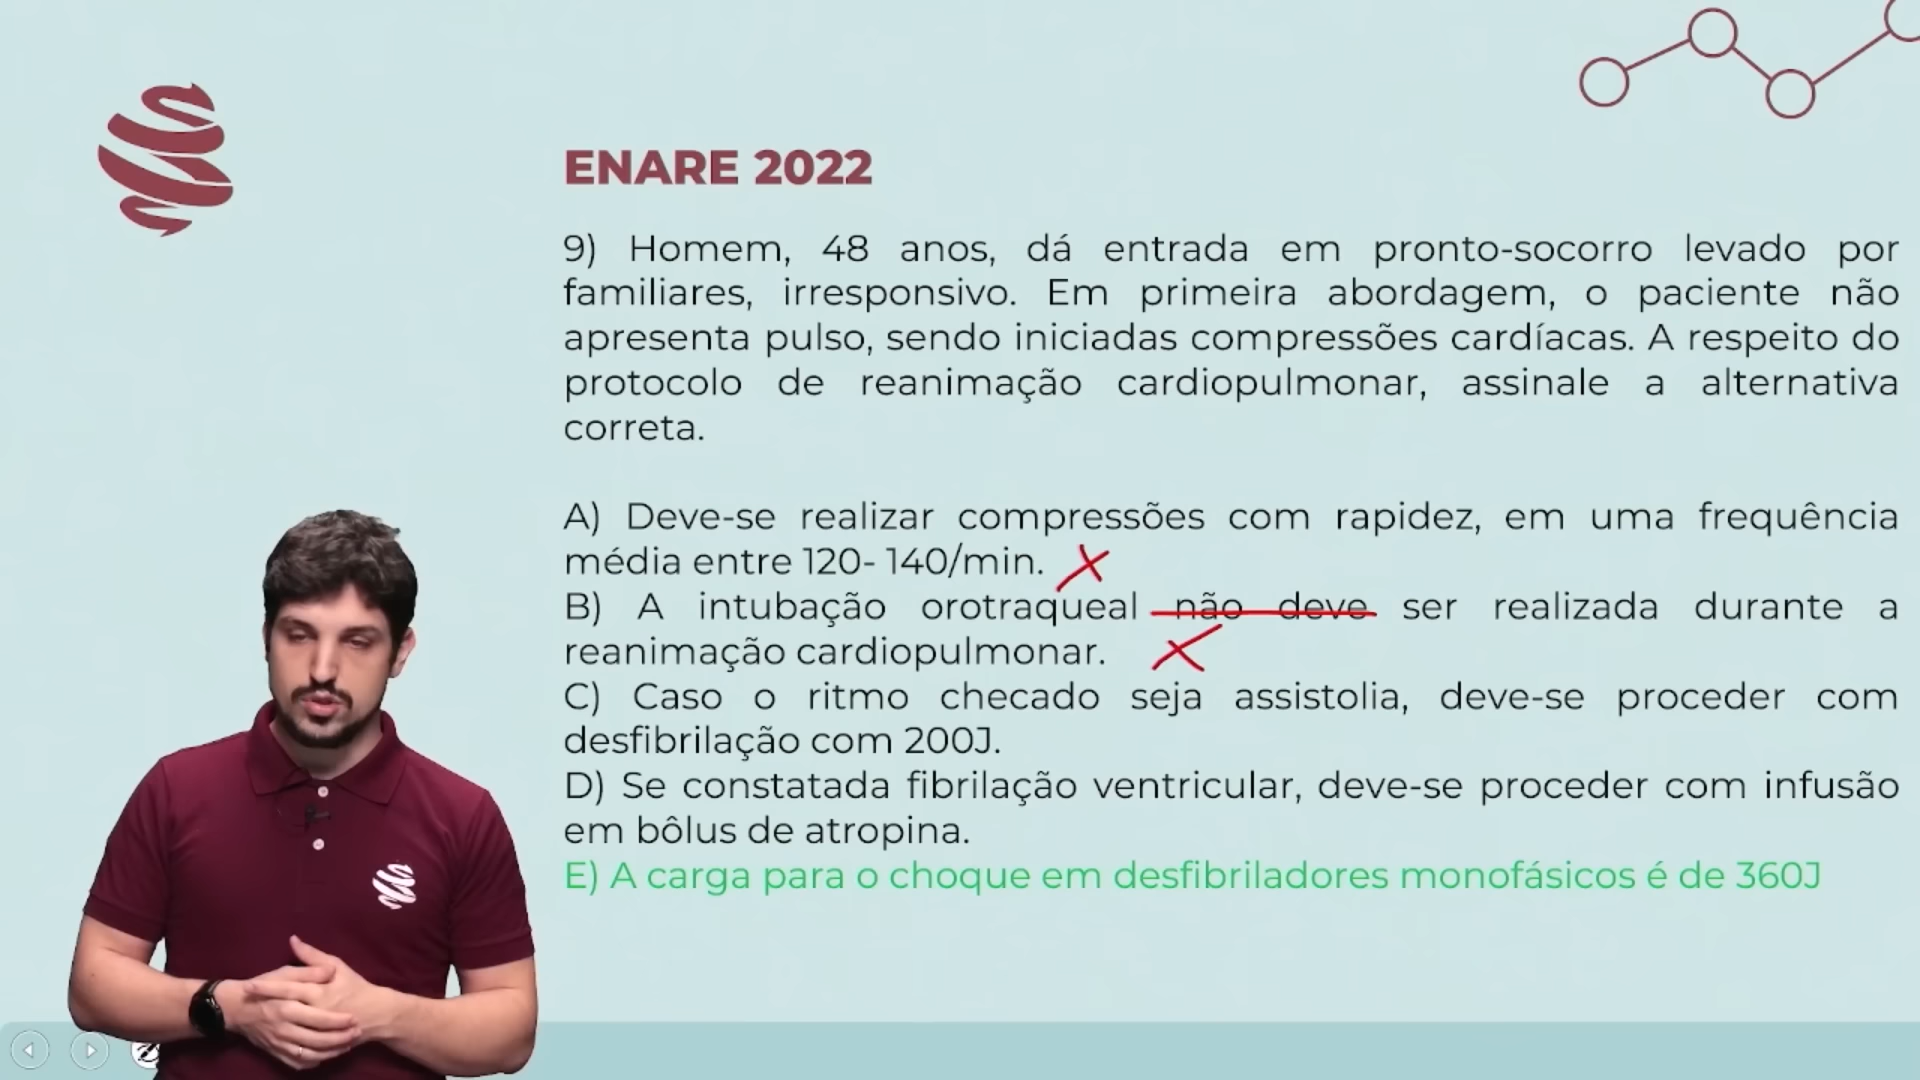 ENARE 2022
9) Homem, 48 anos, dá entrada em pronto-socorro levado por
familiares, irresponsivo. Em primeira abordagem, o paciente não
apresenta pulso, sendo iniciadas compressões cardíacas. A respeito do
protocolo de reanimação cardiopulmonar, assinale a alternativa
correta.
A) Deve-se realizar compressões com rapidez, em uma frequência
média entre 120- 140/min.
B) A intubação orotraqueal não deve ser realizada durante a
reanimação cardiopulmonar.
C) Caso o ritmo checado seja assistolia, deve-se proceder com
desfibrilação com 200J.
D) Se constatada fibrilação ventricular, deve-se proceder com infusão
em bôlus de atropina.
E) A carga para o choque em desfibriladores monofásicos é de 360J